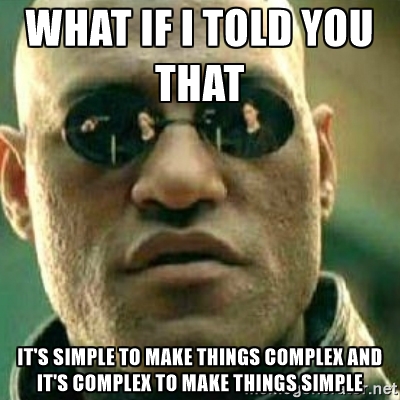 WHAT IF I TOLD YOU
THAT
IT'S SIMPLE TO MAKE THINGS COMPLEX AND
IT'S COMPLEX TO MAKE THINGS SIMPLE